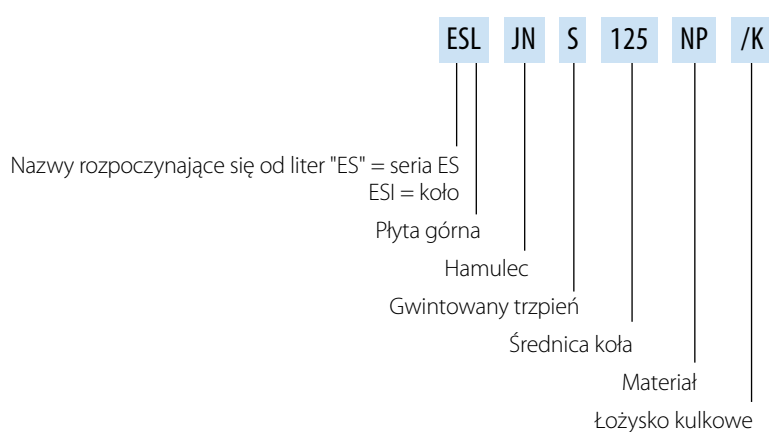 ESL JN S 125 NP /K
Nazwy rozpoczynające się od liter "ES" = seria ES
ESI = koło
Płyta górna
Hamulec
Gwintowany trzpień
Średnica koła
Materiał
Łożysko kulkowe